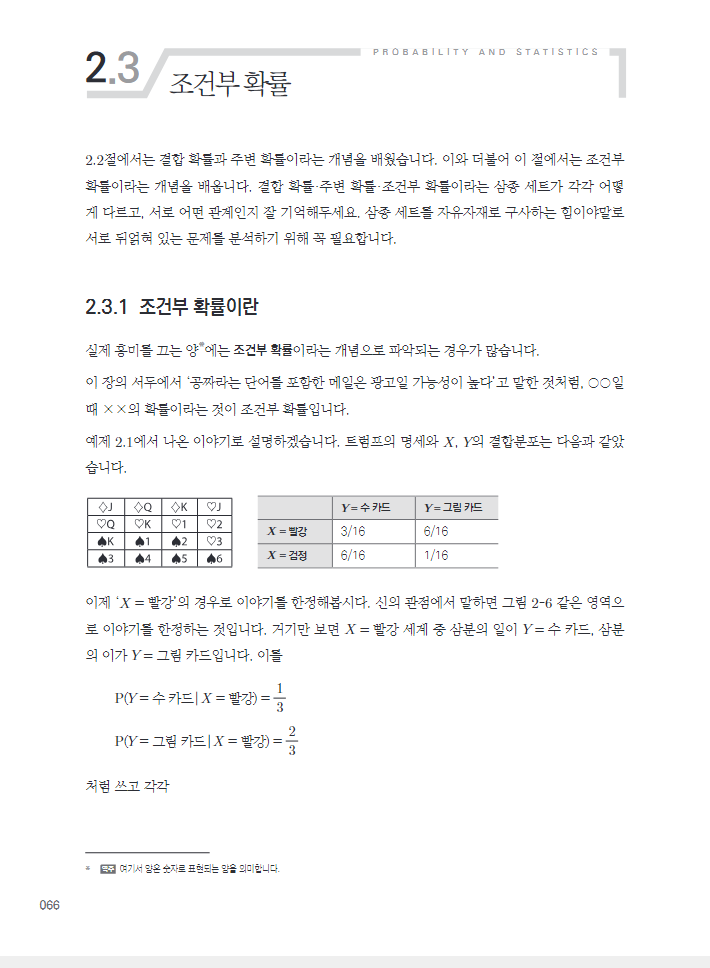 PROBABILITY AND STATISTICS
2.3
조건부 확률
2.2절에서는 결합 확률과 주변 확률이라는 개념을 배웠습니다. 이와 더불어 이 절에서는 조건부
확률이라는 개념을 배웁니다. 결합 확률·주변 확률·조건부 확률이라는 삼종 세트가 각각 어떻
게 다르고, 서로 어떤 관계인지 잘 기억해두세요. 삼종 세트를 자유자재로 구사하는 힘이야말로
서로 뒤얽혀 있는 문제를 분석하기 위해 꼭 필요합니다.
2.3.1 조건부 확률이란
실제 흥미를 끄는 양※에는 조건부 확률이라는 개념으로 파악되는 경우가 많습니다.
이 장의 서두에서 ‘공짜라는 단어를 포함한 메일은 광고일 가능성이 높다’고 말한 것처럼, ○○일
때 ××의 확률이라는 것이 조건부 확률입니다.
예제 2.1에서 나온 이야기로 설명하겠습니다. 트럼프의 명세와 X, Y의 결합분포는 다음과 같았
습니다.
♢J ♢Q ♢K ♡J
♡Q ♡K ♡1 ♡2
♠K ♠1 ♠2 ♡3
♠3 ♠4 ♠5 ♠6
Y = 수 카드 Y = 그림 카드
X = 빨강 3/16 6/16
X = 검정 6/16 1/16
이제 ‘X = 빨강’의 경우로 이야기를 한정해봅시다. 신의 관점에서 말하면 그림 2-6 같은 영역으
로 이야기를 한정하는 것입니다. 거기만 보면 X = 빨강 세계 중 삼분의 일이 Y = 수 카드, 삼분
의 이가 Y = 그림 카드입니다. 이를
P(Y = 수 카드 | X = 빨강) = 1/3
P(Y = 그림 카드 | X = 빨강) = 2/3
처럼 쓰고 각각
※ 역주 여기서 양은 숫자로 표현되는 양을 의미합니다.
066